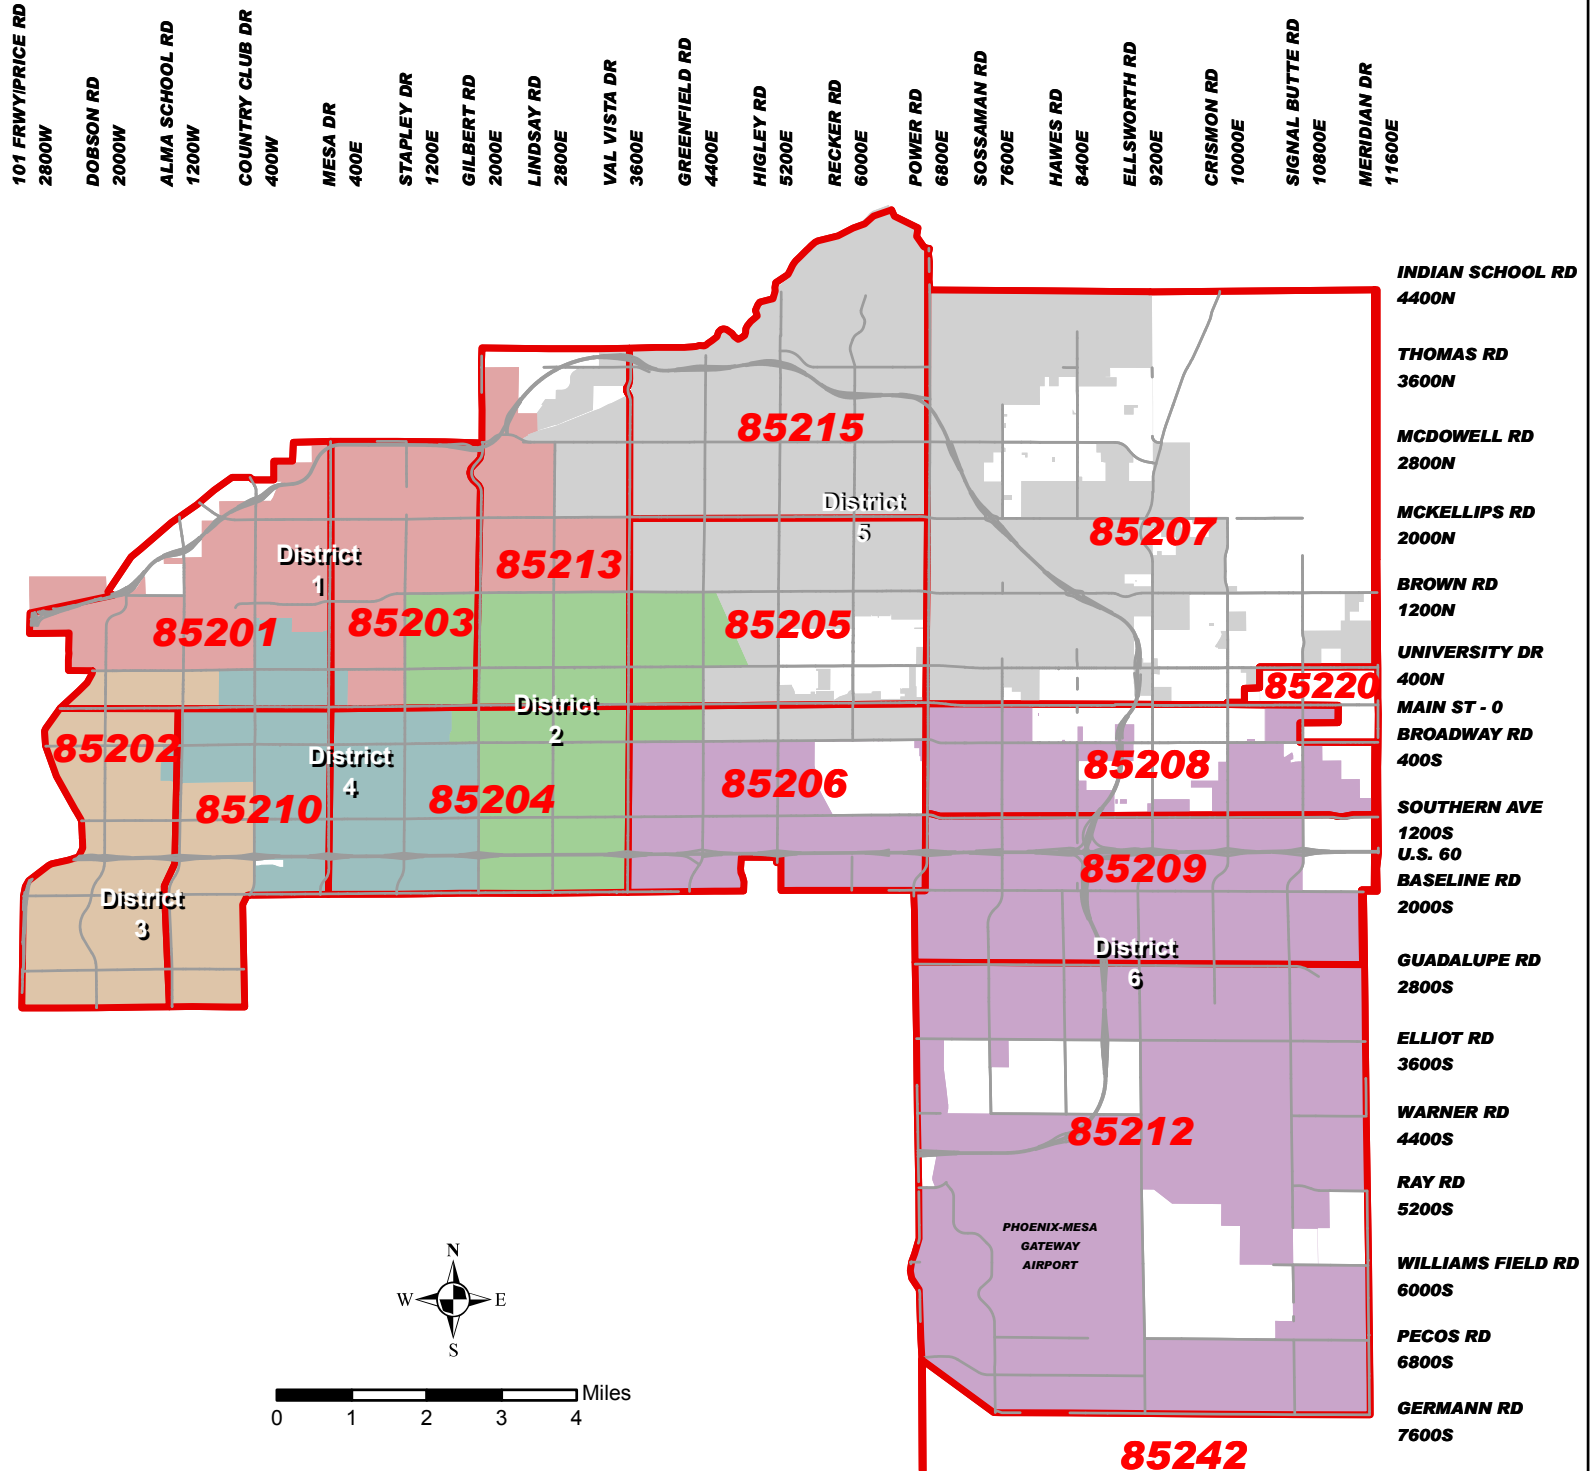 101 FRWY/PRICE RD
2800W
DOBSON RD
2000W
ALMA SCHOOL RD
1200W
COUNTRY CLUB DR
400W
MESA DR
400E
STAPLEY DR
1200E
GILBERT RD
2000E
LINDSAY RD
2800E
VAL VISTA DR
3600E
GREENFIELD RD
4400E
HIGLEY RD
5200E
RECKER RD
6000E
POWER RD
6800E
SOSSAMAN RD
7600E
HAWES RD
8400E
ELLSWORTH RD
9200E
CRISMON RD
10000E
SIGNAL BUTTE RD
10800E
MERIDIAN DR
11600E
INDIAN SCHOOL RD
4400N
THOMAS RD
3600N
MCDOWELL RD
2800N
MCKELLIPS RD
2000N
BROWN RD
1200N
UNIVERSITY DR
400N
MAIN ST - 0
BROADWAY RD
400S
SOUTHERN AVE
1200S
U.S. 60
BASELINE RD
2000S
GUADALUPE RD
2800S
ELLIOT RD
3600S
WARNER RD
4400S
RAY RD
5200S
WILLIAMS FIELD RD
6000S
PECOS RD
6800S
GERMANN RD
7600S
85215
District
5
85207
District
1
85213
85201
85203
85205
85220
District
2
85202
District
4
85206
85208
85210
85204
85209
District
3
District
6
85212
PHOENIX-MESA
GATEWAY
AIRPORT
N
W E
S
Miles
0 1 2 3 4
85242